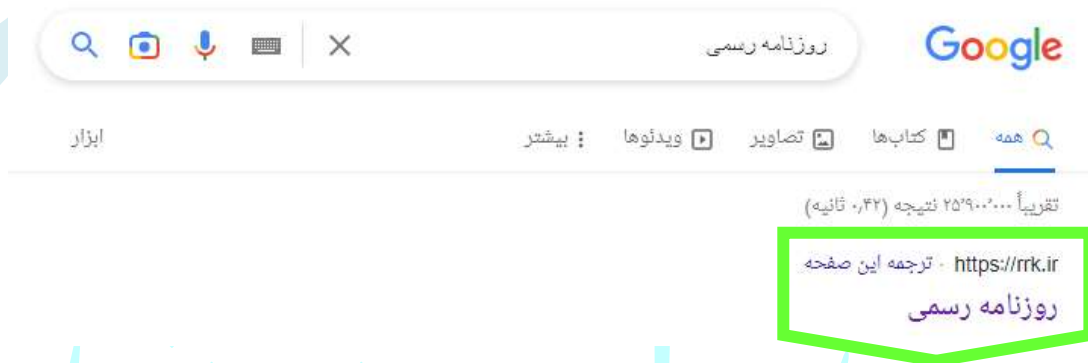 Google
روزنامه رسمی
همه کتاب‌ها تصاویر ویدئوها بیشتر ابزار
تقریباً ۲۵٬۹۰۰٬۰۰۰ نتیجه (۰٫۴۲ ثانیه)
https://rrk.ir - ترجمه این صفحه
روزنامه رسمی